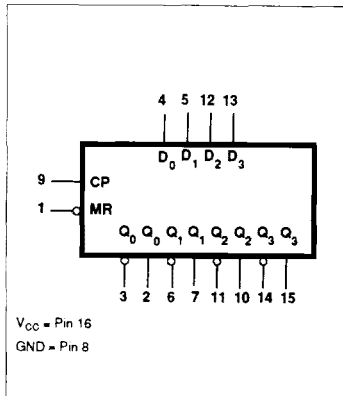 4 5 12 13
D0 D1 D2 D3
9 CP
1 MR
Q0 Q0 Q1 Q1 Q2 Q2 Q3 Q3
3 2 6 7 11 10 14 15
VCC = Pin 16
GND = Pin 8